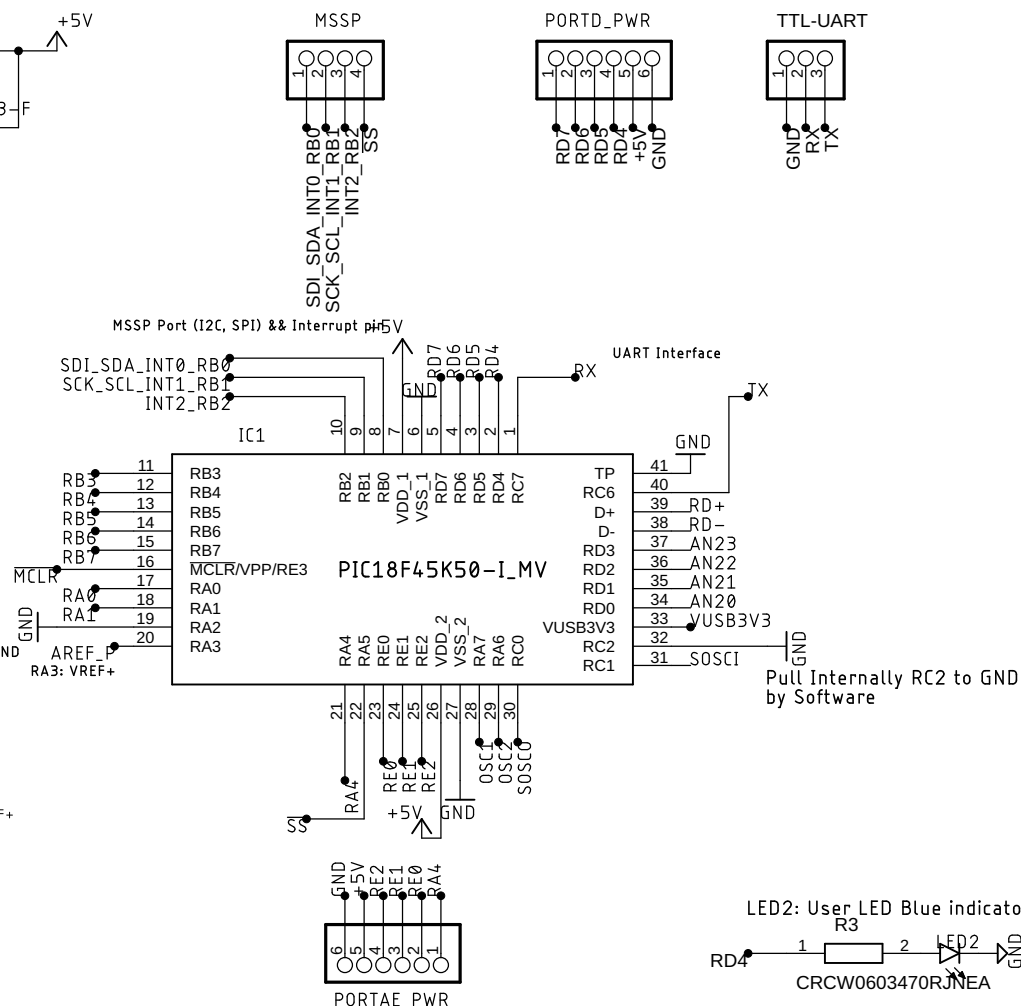 +5V
MSSP
PORTD_PWR
TTL-UART
3-F
1
2
3
4
1
2
3
4
5
6
1
2
3
SDI_SDA_INT0_RB0
SCK_SCL_INT1_RB1
INT2_RB2
SS
RD7
RD6
RD5
RD4
+5V
GND
GND
RX
TX
MSSP Port (I2C, SPI) && Interrupt pin
+5V
UART Interface
SDI_SDA_INT0_RB0
SCK_SCL_INT1_RB1
INT2_RB2
GND
RD7
RD6
RD5
RD4
RX
TX
IC1
10
9
8
7
6
5
4
3
2
1
GND
RB2
RB1
RB0
VDD_1
VSS_1
RD7
RD6
RD5
RD4
RC7
RB3 11 RB3
RB4 12 RB4
RB5 13 RB5
RB6 14 RB6
RB7 15 RB7
MCLR 16 MCLR/VPP/RE3
RA0 17 RA0
RA1 18 RA1
GND 19 RA2
AREF_P 20 RA3
ND
RA3: VREF+
PIC18F45K50-I_MV
TP 41
RC6 40
D+ 39 RD+
D- 38 RD-
RD3 37 AN23
RD2 36 AN22
RD1 35 AN21
RD0 34 AN20
VUSB3V3 33 VUSB3V3
RC2 32 GND
RC1 31 SOSCI
Pull Internally RC2 to GND
by Software
RA4
RA5
RE0
RE1
RE2
VDD_2
VSS_2
RA7
RA6
RC0
21
22
23
24
25
26
27
28
29
30
RA4
RE0
RE1
RE2
OSC1
OSC2
SOSCO
F+
SS
+5V
GND
GND
+5V
RE2
RE1
RE0
RA4
6
5
4
3
2
1
PORTAE_PWR
LED2: User LED Blue indicato
R3
RD4
1
2
LED2
GND
CRCW0603470RJNEA